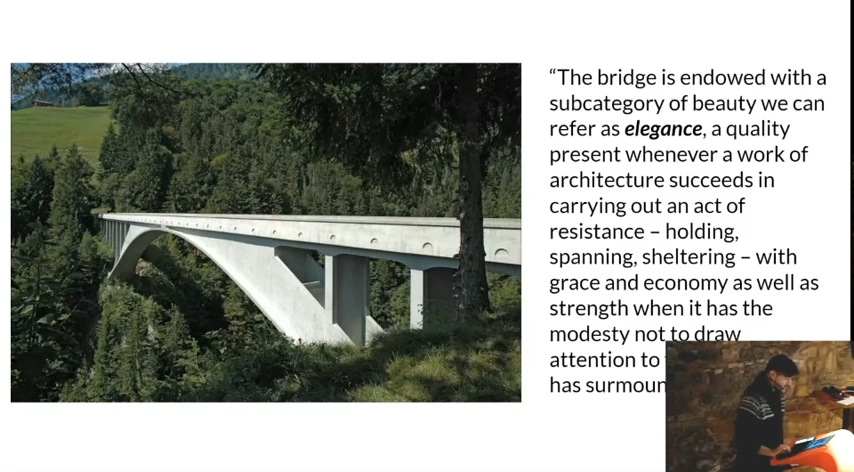 “The bridge is endowed with a
subcategory of beauty we can
refer as elegance, a quality
present whenever a work of
architecture succeeds in
carrying out an act of
resistance – holding,
spanning, sheltering – with
grace and economy as well as
strength when it has the
modesty not to draw
attention to
has surmoun